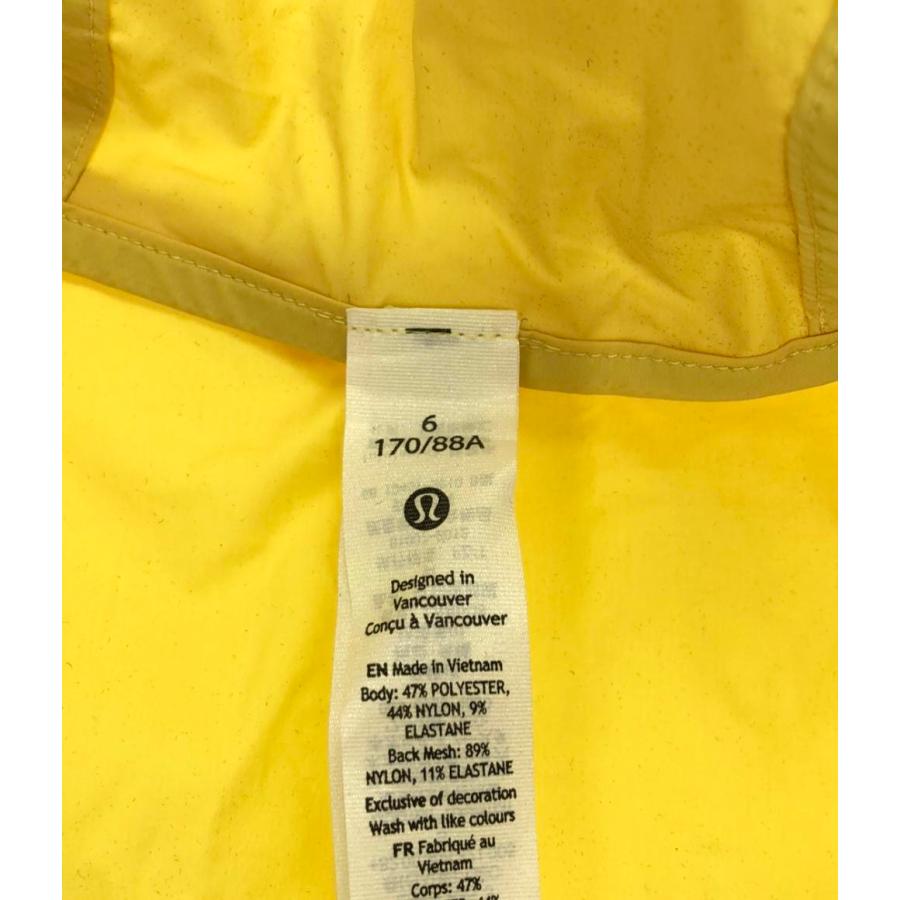 6
170/88A
Designed in
Vancouver
Conçu à Vancouver
EN Made in Vietnam
Body: 47% POLYESTER,
44% NYLON, 9%
ELASTANE
Back Mesh: 89%
NYLON, 11% ELASTANE
Exclusive of decoration
Wash with like colours
FR Fabriqué au
Vietnam
Corps: 47%